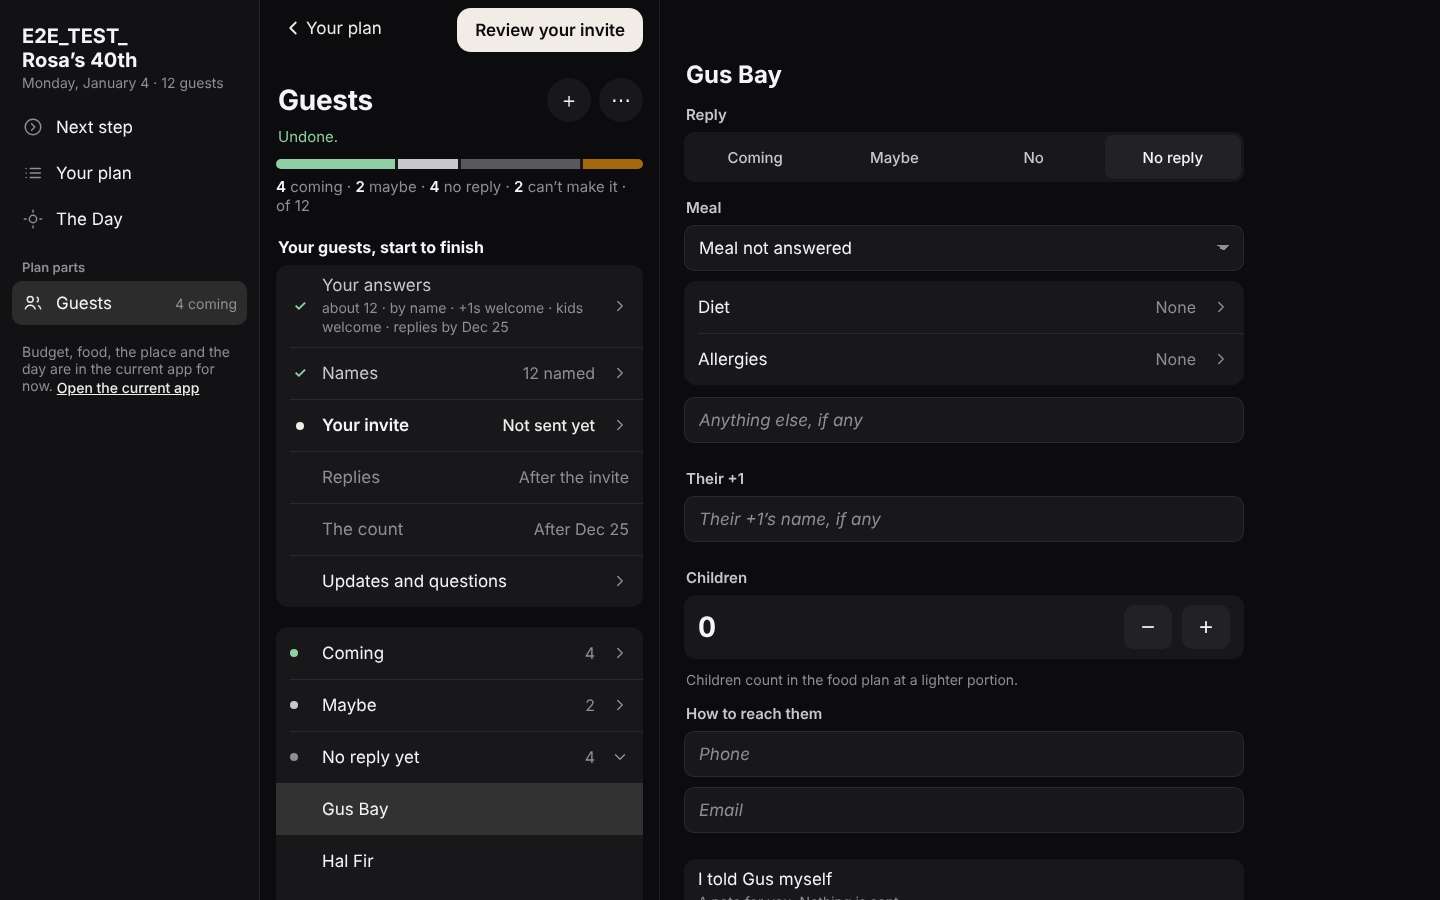 E2E_TEST_
Rosa’s 40th
Monday, January 4 · 12 guests
Next step
Your plan
The Day
Plan parts
Guests 4 coming
Budget, food, the place and the
day are in the current app for
now. Open the current app
Your plan
Review your invite
Guests
+ ···
Undone.
4 coming · 2 maybe · 4 no reply · 2 can’t make it ·
of 12
Your guests, start to finish
Your answers
about 12 · by name · +1s welcome · kids
welcome · replies by Dec 25
Names 12 named
Your invite Not sent yet
Replies After the invite
The count After Dec 25
Updates and questions
Coming 4
Maybe 2
No reply yet 4
Gus Bay
Hal Fir
Gus Bay
Reply
Coming Maybe No No reply
Meal
Meal not answered
Diet None
Allergies None
Anything else, if any
Their +1
Their +1’s name, if any
Children
0 − +
Children count in the food plan at a lighter portion.
How to reach them
Phone
Email
I told Gus myself